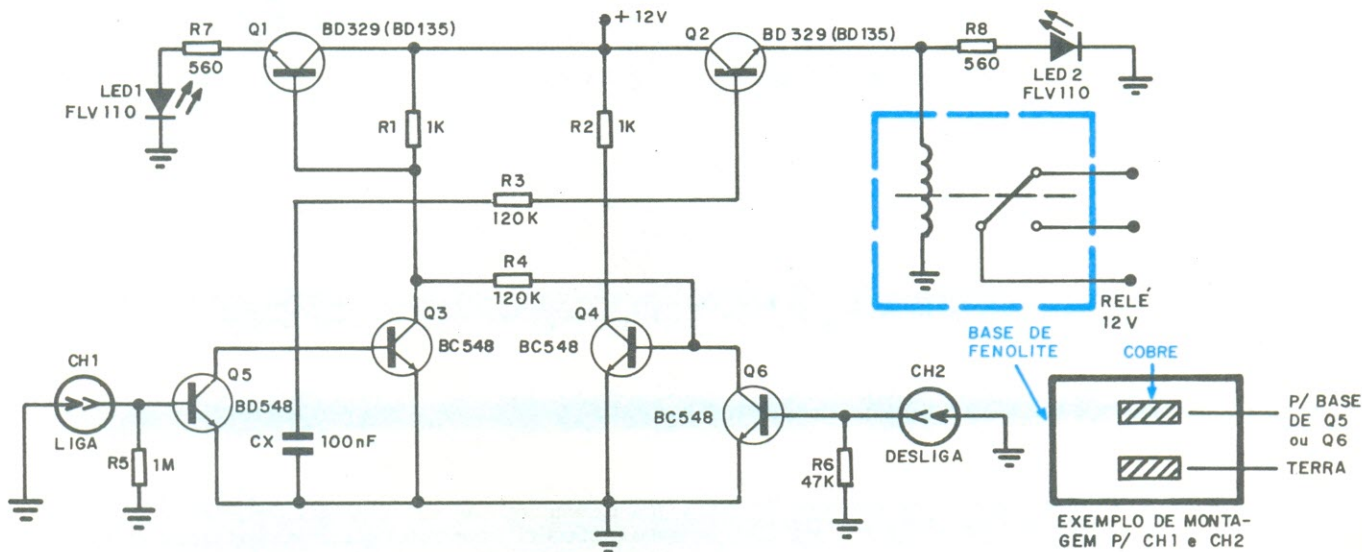 R7
560
Q1
BD329 (BD135)
+12V
Q2
BD329 (BD135)
R8
560
LED1
FLV110
LED 2
FLV110
R1
1K
R2
1K
R3
120K
R4
120K
Q3
BC548
Q4
BC548
RELÉ
12V
CH1
LIGA
Q5
BD548
R5
1M
CX
100nF
Q6
BC548
R6
47K
CH2
DESLIGA
BASE DE
FENOLITE
COBRE
P/ BASE
DE Q5
ou Q6
TERRA
EXEMPLO DE MONTA-
GEM P/ CH1 e CH2